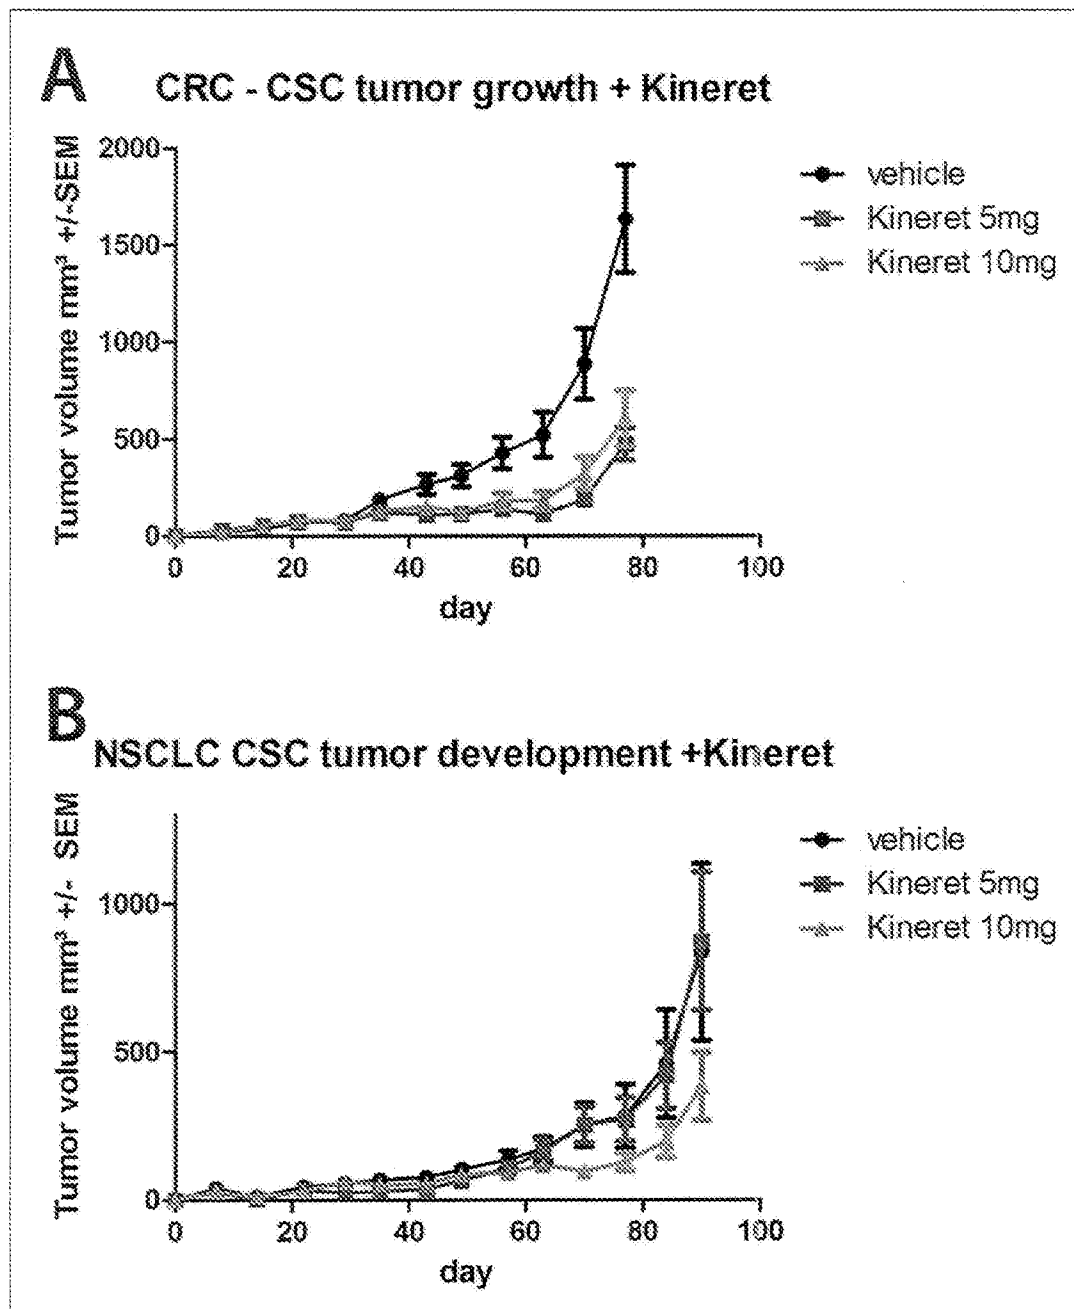 A
CRC - CSC tumor growth + Kineret
Tumor volume mm³ +/-SEM
2000
1500
1000
500
0
0 20 40 60 80 100
day
vehicle
Kineret 5mg
Kineret 10mg
B
NSCLC CSC tumor development +Kineret
Tumor volume mm³ +/- SEM
1000
500
0
0 20 40 60 80 100
day
vehicle
Kineret 5mg
Kineret 10mg